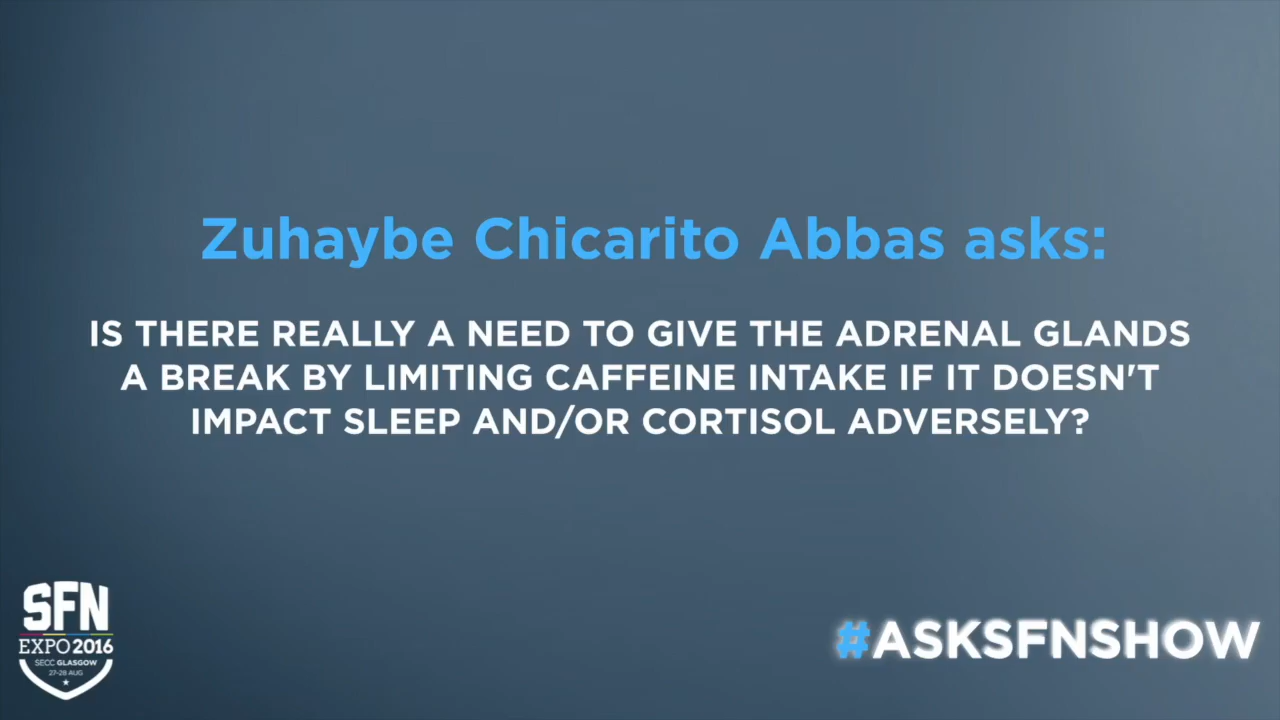 Zuhaybe Chicarito Abbas asks:
IS THERE REALLY A NEED TO GIVE THE ADRENAL GLANDS
A BREAK BY LIMITING CAFFEINE INTAKE IF IT DOESN'T
IMPACT SLEEP AND/OR CORTISOL ADVERSELY?
SFN
EXPO 2016
SECC GLASGOW
27-28 AUG
#ASKSFNSHOW